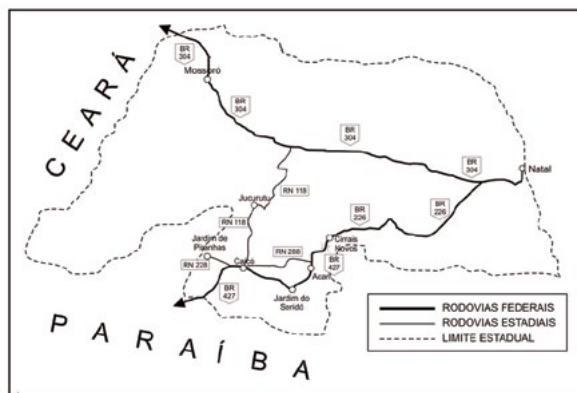 CEARÁ
BR
304
Mossoró
BR
304
BR
304
BR
304
Natal
RN 118
Jucurutu
RN 118
BR
226
BR
226
Jardim de
Piranhas
RN 288
Cirrais
Novos
RN 228
Caicó
Acari
BR
427
BR
427
Jardim do
Seridó
PARAÍBA
RODOVIAS FEDERAIS
RODOVIAS ESTADIAIS
LIMITE ESTADUAL